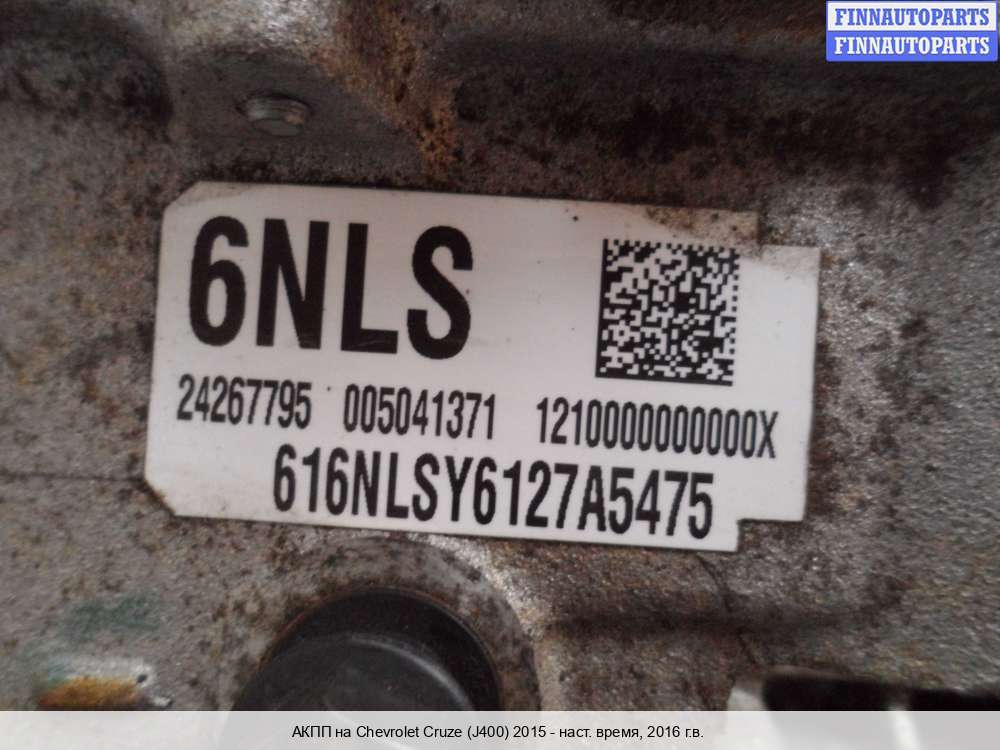 FINNAUTOPARTS
FINNAUTOPARTS
6NLS
24267795 005041371 1210000000000X
616NLSY6127A5475
АКПП на Chevrolet Cruze (J400) 2015 - наст. время, 2016 г.в.